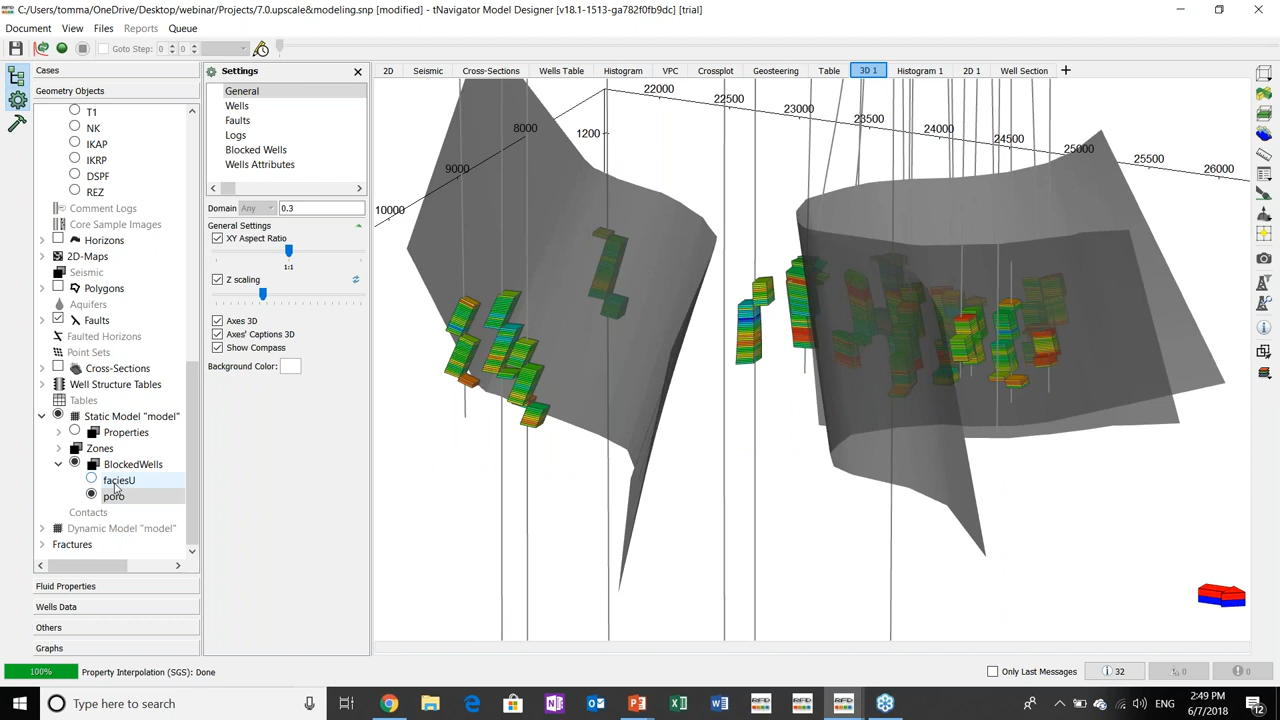 C:/Users/tomma/OneDrive/Desktop/webinar/Projects/7.0.upscale&modeling.snp [modified] - tNavigator Model Designer [v18.1-1513-ga782f0fb9dc] [trial]
Document View Files Reports Queue
Goto Step: 0 0
Cases
Geometry Objects
T1
NK
IKAP
IKRP
DSPF
REZ
Comment Logs
Core Sample Images
Horizons
2D-Maps
Seismic
Polygons
Aquifers
Faults
Faulted Horizons
Point Sets
Cross-Sections
Well Structure Tables
Tables
Static Model "model"
Properties
Zones
BlockedWells
faciesU
poro
Contacts
Dynamic Model "model"
Fractures
Fluid Properties
Wells Data
Others
Graphs
Settings
General
Wells
Faults
Logs
Blocked Wells
Wells Attributes
Domain Any 0.3
General Settings
XY Aspect Ratio
1:1
Z scaling
Axes 3D
Axes' Captions 3D
Show Compass
Background Color:
2D Seismic Cross-Sections Wells Table Histogram VPC Crossplot Geosteering Table 3D 1 Histogram 1 2D 1 Well Section
22000 22500 23000 23500 24000 24500 25000 25500 26000
8000 1200
9000
10000
100% Property Interpolation (SGS): Done
Only Last Messages 32 0 0
Type here to search
ENG
2:49 PM
6/7/2018